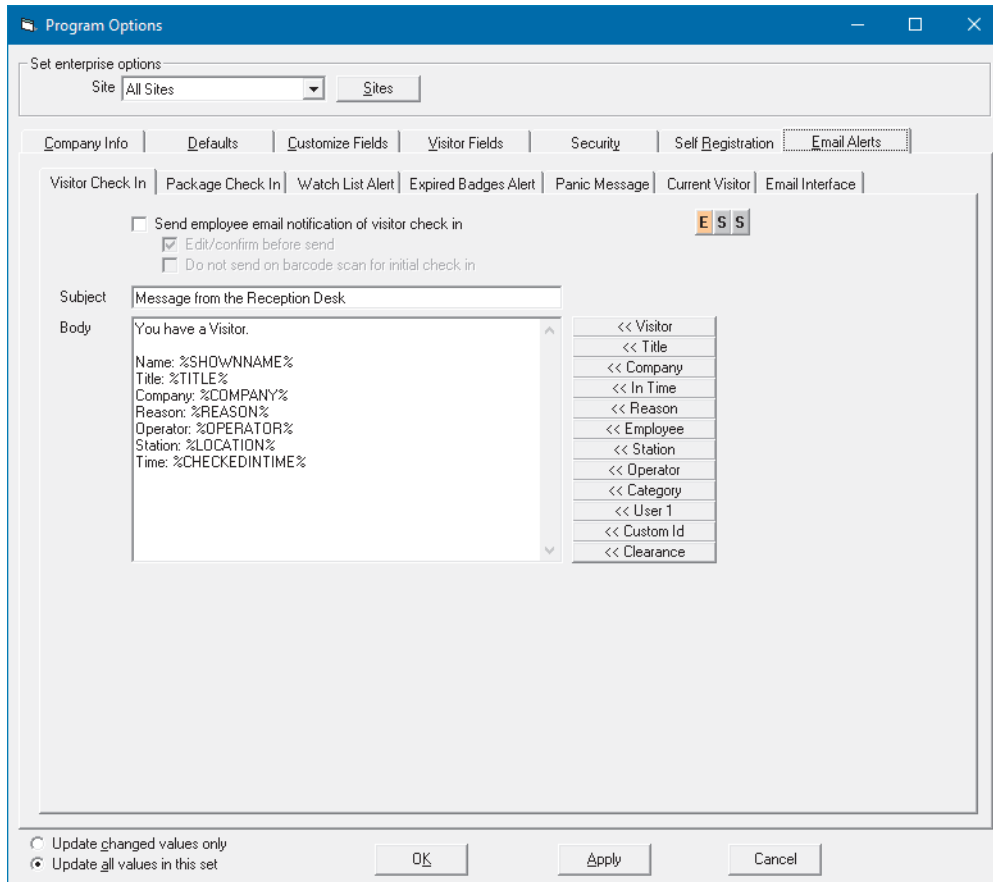 Program Options
Set enterprise options
Site All Sites Sites
Company Info Defaults Customize Fields Visitor Fields Security Self Registration Email Alerts
Visitor Check In Package Check In Watch List Alert Expired Badges Alert Panic Message Current Visitor Email Interface
Send employee email notification of visitor check in E S S
Edit/confirm before send
Do not send on barcode scan for initial check in
Subject Message from the Reception Desk
Body You have a Visitor.
Name: %SHOWNNAME%
Title: %TITLE%
Company: %COMPANY%
Reason: %REASON%
Operator: %OPERATOR%
Station: %LOCATION%
Time: %CHECKEDINTIME%
<< Visitor
<< Title
<< Company
<< In Time
<< Reason
<< Employee
<< Station
<< Operator
<< Category
<< User 1
<< Custom Id
<< Clearance
Update changed values only
Update all values in this set
OK Apply Cancel